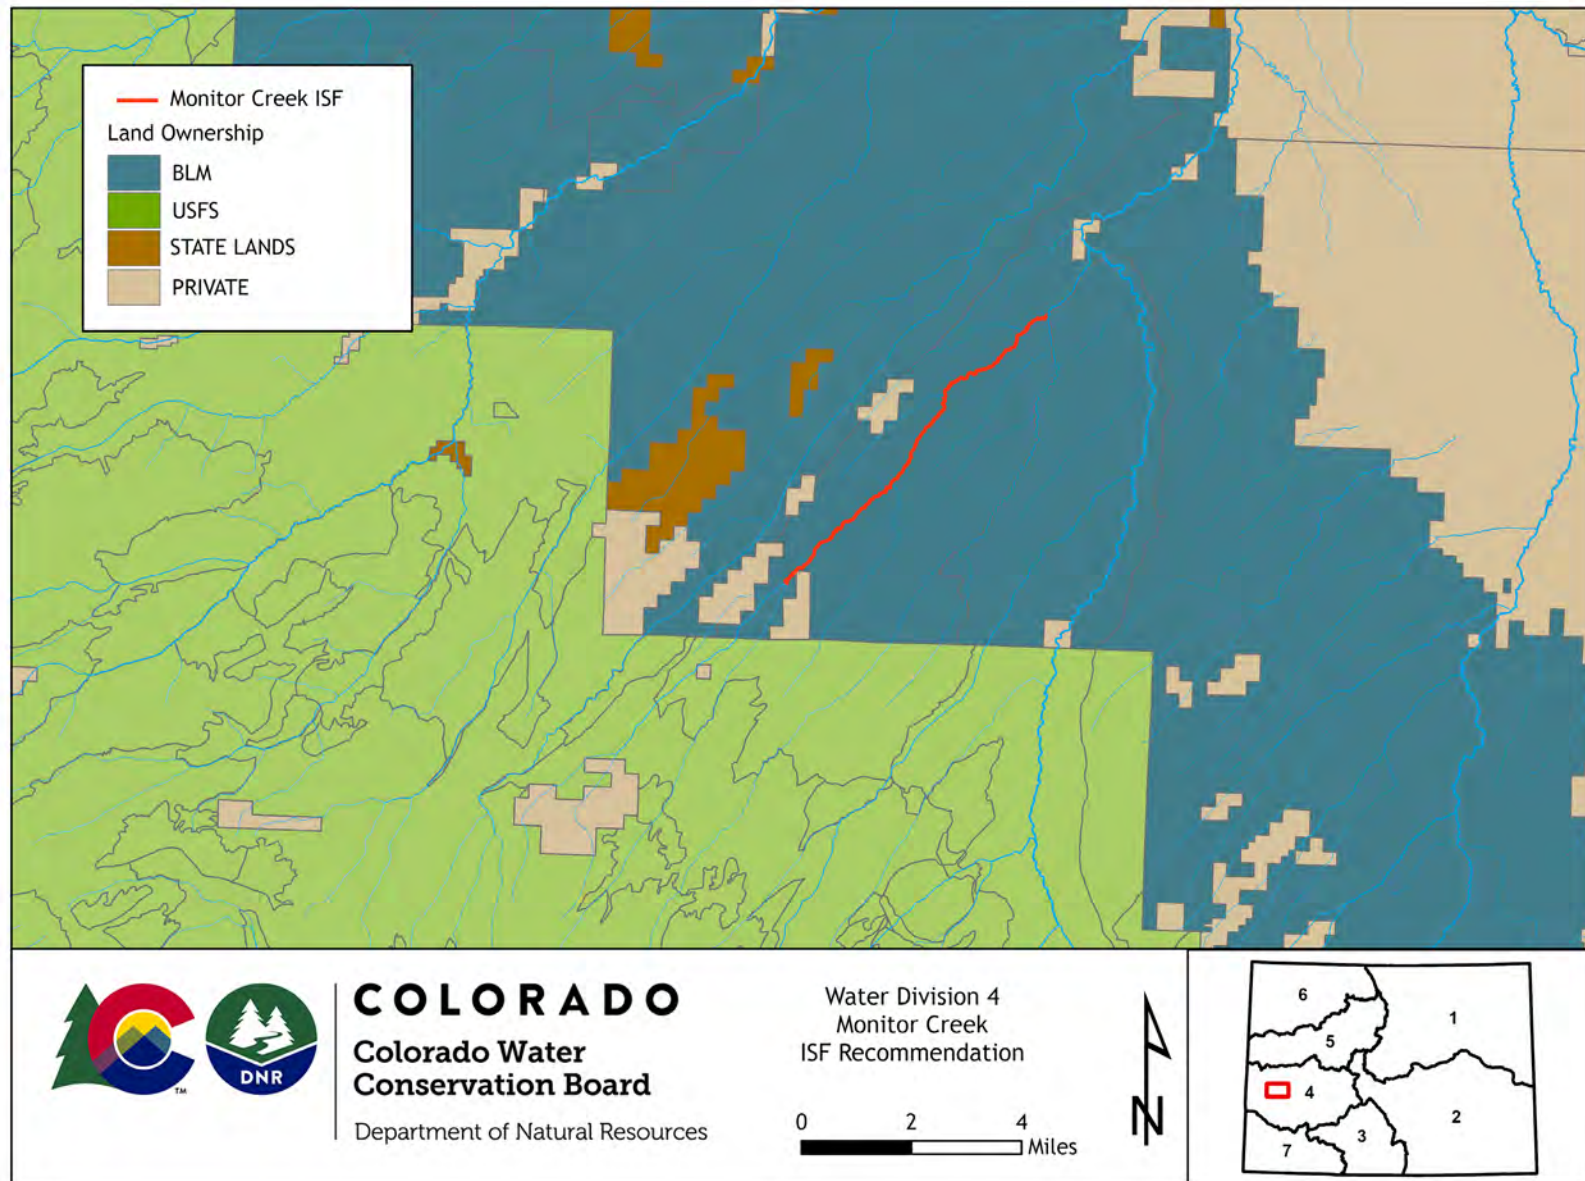 Monitor Creek ISF
Land Ownership
BLM
USFS
STATE LANDS
PRIVATE
DNR
TM
COLORADO
Colorado Water
Conservation Board
Department of Natural Resources
Water Division 4
Monitor Creek
ISF Recommendation
0 2 4
Miles
N
6
1
5
4
2
3
7